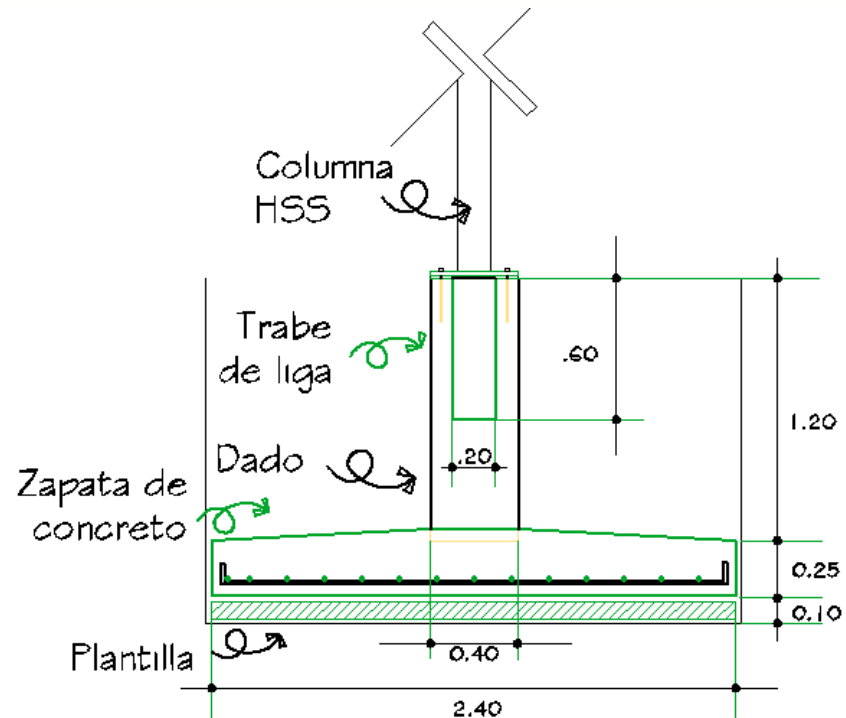 Columna
HSS
Trabe
de liga
.60
1.20
.20
Dado
Zapata de
concreto
0.25
0.10
Plantilla
0.40
2.40